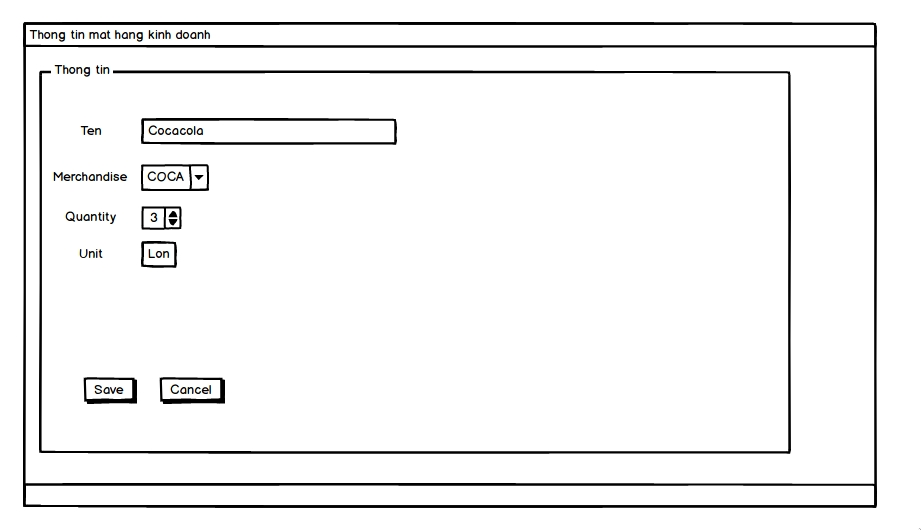 Thong tin mat hang kinh doanh
Thong tin
Ten Cocacola
Merchandise COCA
Quantity 3
Unit Lon
Save Cancel